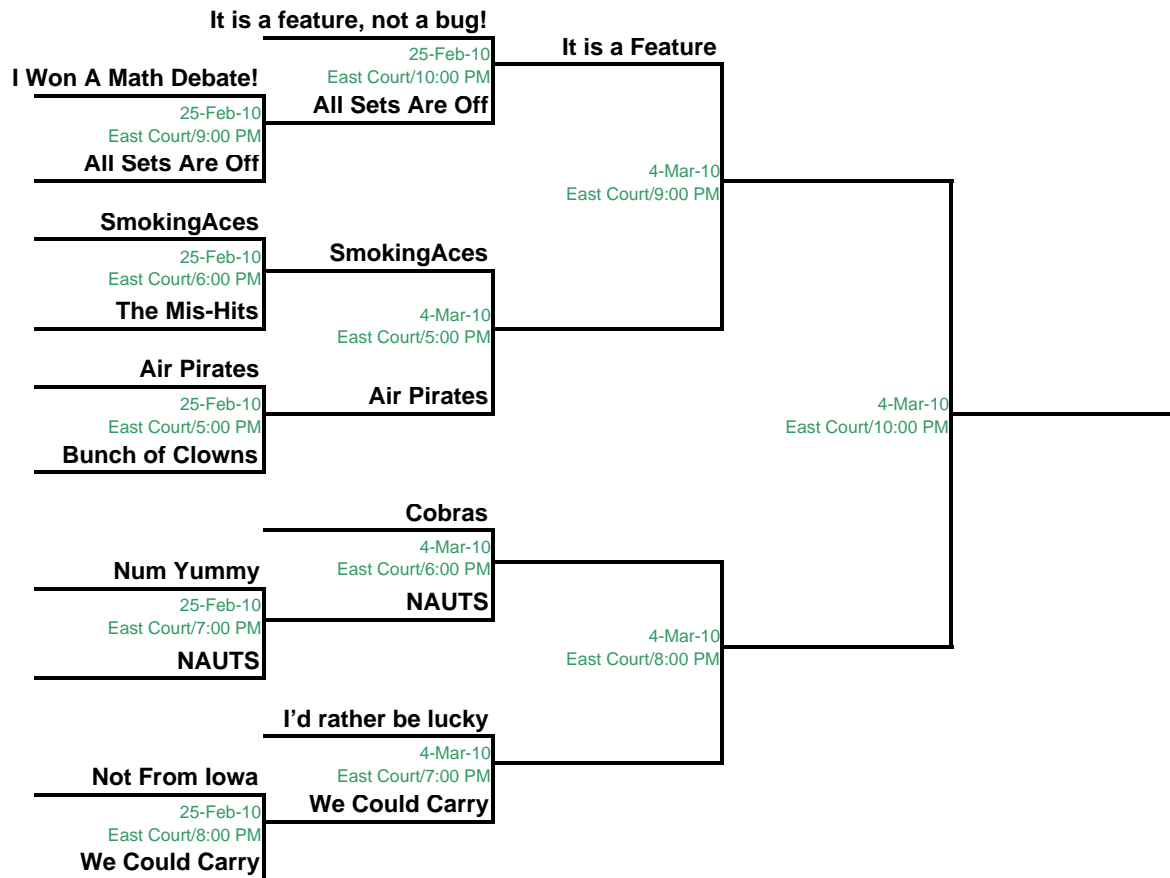 It is a feature, not a bug!
25-Feb-10
East Court/10:00 PM
It is a Feature
I Won A Math Debate!
All Sets Are Off
25-Feb-10
East Court/9:00 PM
All Sets Are Off
4-Mar-10
East Court/9:00 PM
SmokingAces
25-Feb-10
East Court/6:00 PM
SmokingAces
The Mis-Hits
4-Mar-10
East Court/5:00 PM
Air Pirates
25-Feb-10
East Court/5:00 PM
Air Pirates
Bunch of Clowns
4-Mar-10
East Court/10:00 PM
Cobras
4-Mar-10
East Court/6:00 PM
Num Yummy
NAUTS
25-Feb-10
East Court/7:00 PM
NAUTS
4-Mar-10
East Court/8:00 PM
I'd rather be lucky
4-Mar-10
East Court/7:00 PM
Not From Iowa
We Could Carry
25-Feb-10
East Court/8:00 PM
We Could Carry